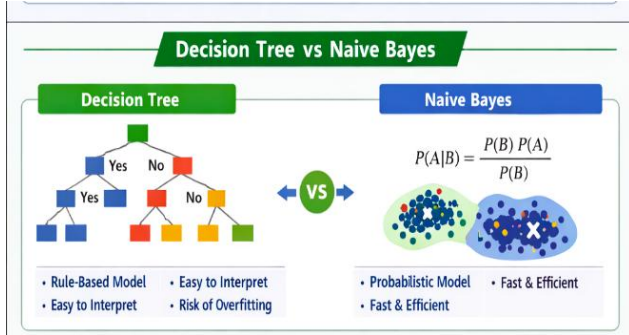 Decision Tree vs Naive Bayes
Decision Tree
Yes No
Yes No
• Rule-Based Model • Easy to Interpret
• Easy to Interpret • Risk of Overfitting
VS
Naive Bayes
P(A|B) = P(B) P(A) / P(B)
• Probabilistic Model • Fast & Efficient
• Fast & Efficient